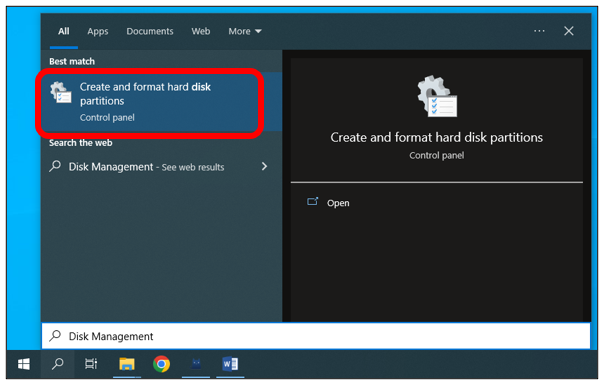 All Apps Documents Web More
Best match
Create and format hard disk
partitions
Control panel
Search the web
Disk Management - See web results
Create and format hard disk partitions
Control panel
Open
Disk Management